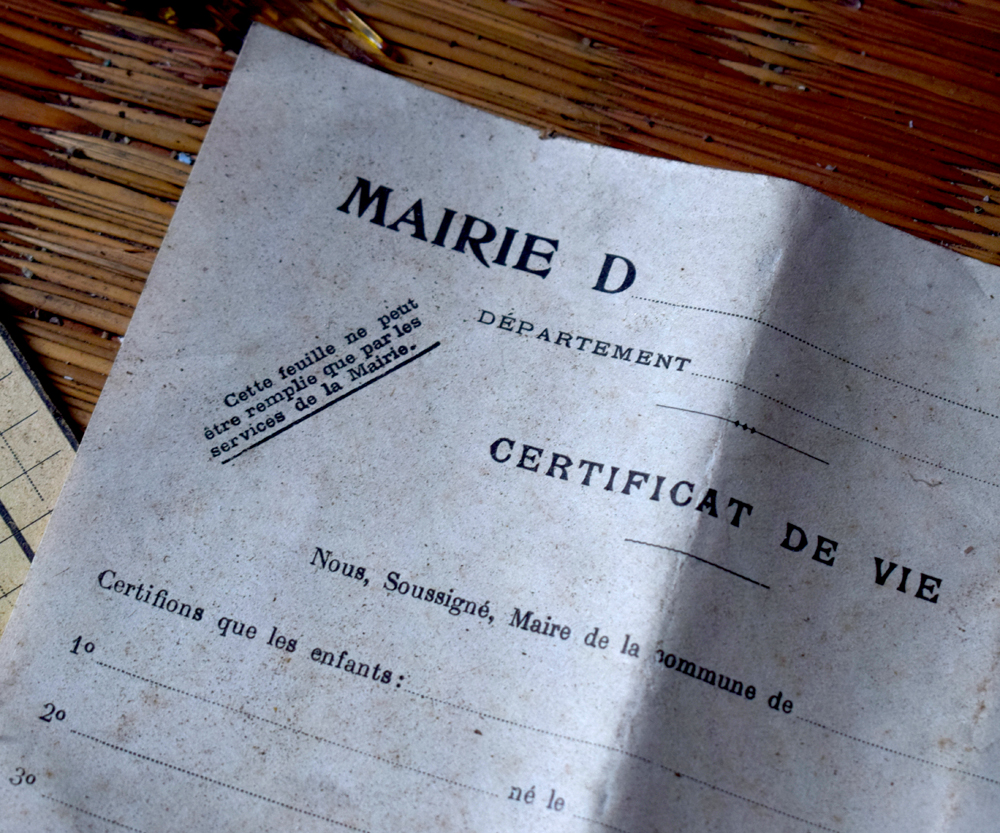 MAIRIE D
DÉPARTEMENT
Cette feuille ne peut
être remplie que par les
services de la Mairie.
CERTIFICAT DE VIE
Nous, Soussigné, Maire de la commune de
Certifions que les enfants:
1º
né le
2º
3º